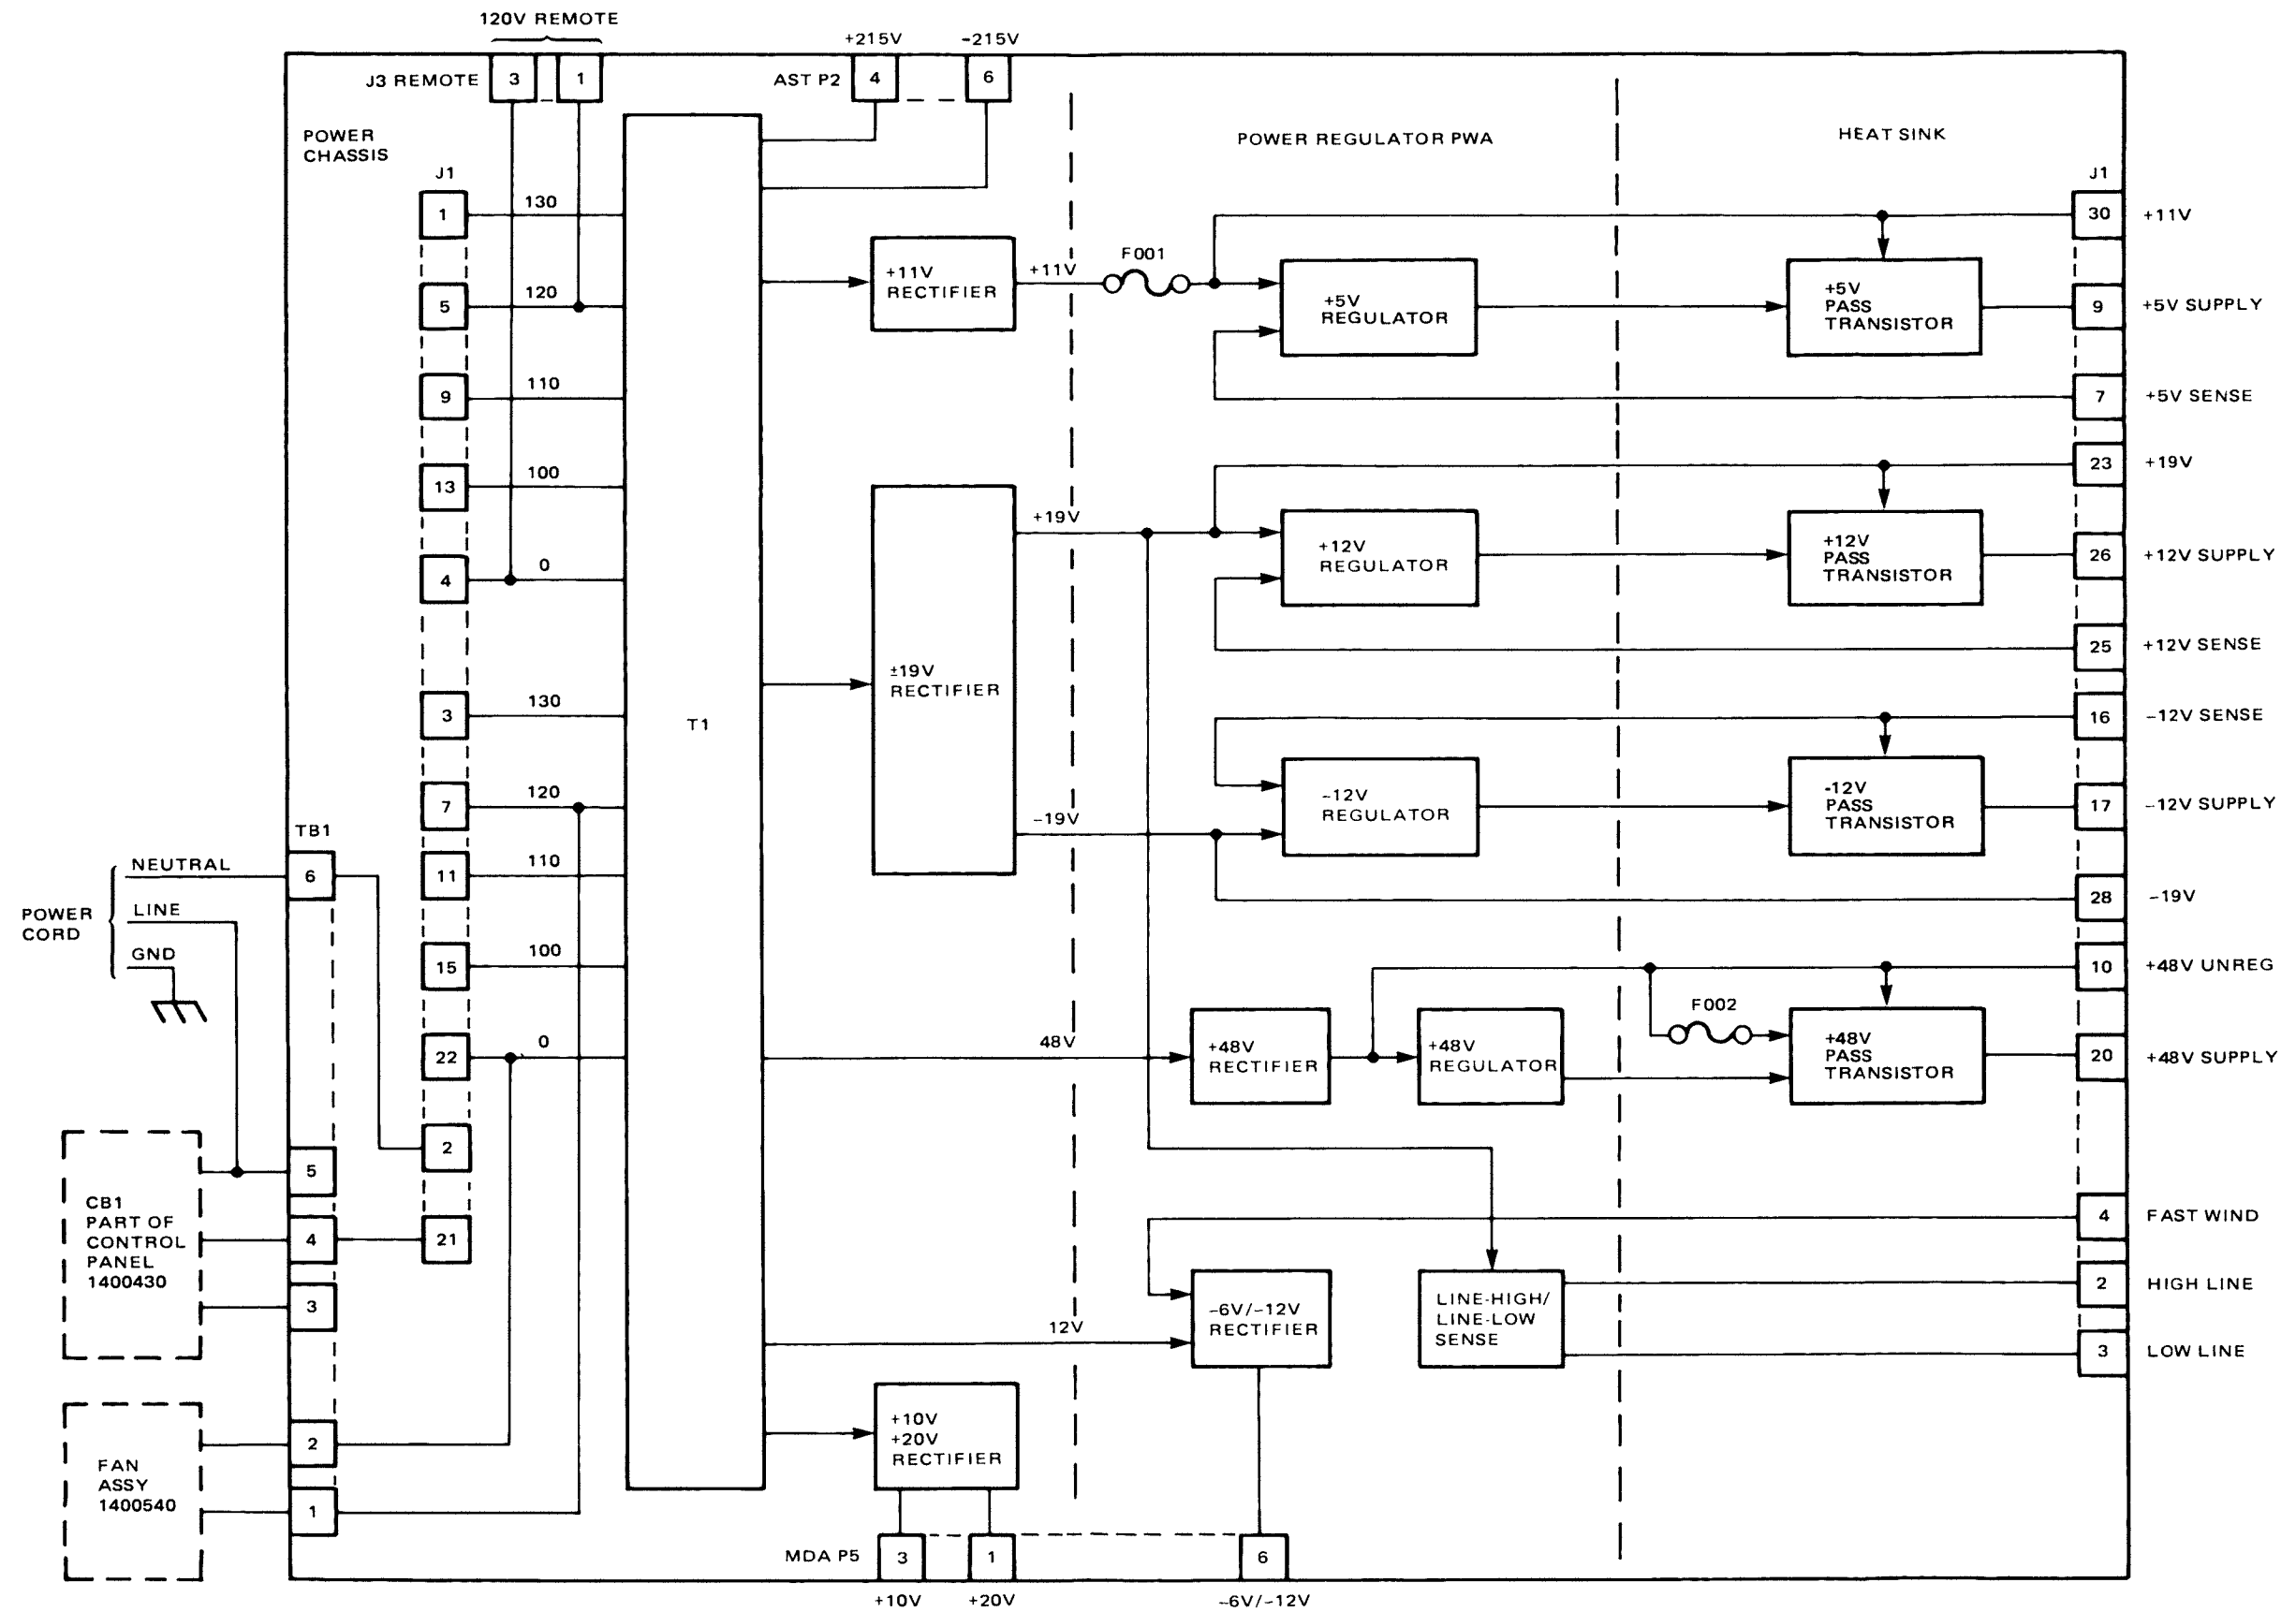 120V REMOTE
J3 REMOTE
3
1
+215V
-215V
AST P2
4
6
POWER
CHASSIS
POWER REGULATOR PWA
HEAT SINK
J1
1
130
5
120
9
110
13
100
4
0
3
130
7
120
11
110
15
100
22
0
2
21
T1
TB1
6
5
4
3
2
1
POWER
CORD
NEUTRAL
LINE
GND
CB1
PART OF
CONTROL
PANEL
1400430
FAN
ASSY
1400540
+11V
RECTIFIER
+11V
F001
+5V
REGULATOR
+5V
PASS
TRANSISTOR
±19V
RECTIFIER
+19V
-19V
+12V
REGULATOR
+12V
PASS
TRANSISTOR
-12V
REGULATOR
-12V
PASS
TRANSISTOR
48V
+48V
RECTIFIER
+48V
REGULATOR
F002
+48V
PASS
TRANSISTOR
12V
-6V/-12V
RECTIFIER
LINE-HIGH/
LINE-LOW
SENSE
+10V
+20V
RECTIFIER
MDA P5
3
1
6
+10V
+20V
-6V/-12V
J1
30 +11V
9 +5V SUPPLY
7 +5V SENSE
23 +19V
26 +12V SUPPLY
25 +12V SENSE
16 -12V SENSE
17 -12V SUPPLY
28 -19V
10 +48V UNREG
20 +48V SUPPLY
4 FAST WIND
2 HIGH LINE
3 LOW LINE